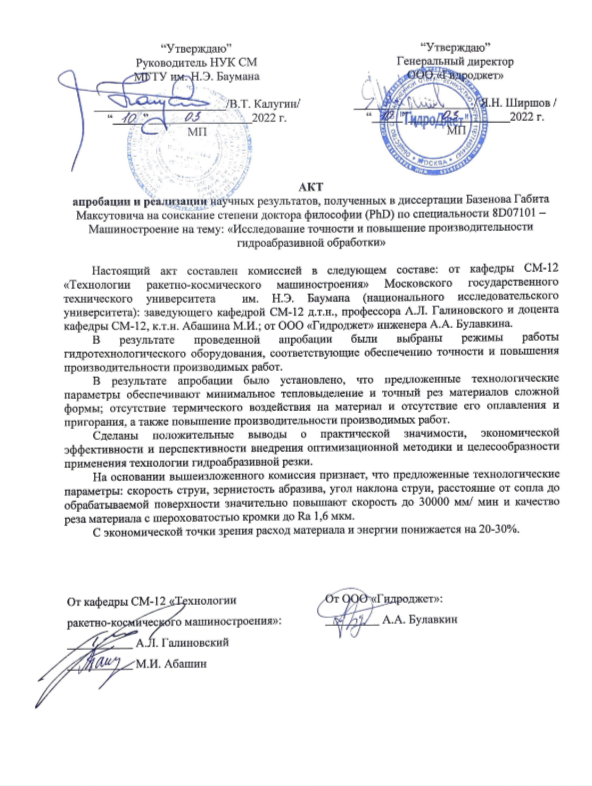 “Утверждаю”
Руководитель НУК СМ
МГТУ им. Н.Э. Баумана
/В.Т. Калугин/
“ 10 ” 03 2022 г.
МП
“Утверждаю”
Генеральный директор
ООО «Гидроджет»
Я.Н. Ширшов /
“ 10 ” 03 2022 г.
МП
"ГидроДжет"
МОСКВА
АКТ
апробации и реализации научных результатов, полученных в диссертации Базенова Габита
Максутовича на соискание степени доктора философии (PhD) по специальности 8D07101 –
Машиностроение на тему: «Исследование точности и повышение производительности
гидроабразивной обработки»
Настоящий акт составлен комиссией в следующем составе: от кафедры СМ-12
«Технологии ракетно-космического машиностроения» Московского государственного
технического университета им. Н.Э. Баумана (национального исследовательского
университета): заведующего кафедрой СМ-12 д.т.н., профессора А.Л. Галиновского и доцента
кафедры СМ-12, к.т.н. Абашина М.И.; от ООО «Гидроджет» инженера А.А. Булавкина.
В результате проведенной апробации были выбраны режимы работы
гидротехнологического оборудования, соответствующие обеспечению точности и повышения
производительности производимых работ.
В результате апробации было установлено, что предложенные технологические
параметры обеспечивают минимальное тепловыделение и точный рез материалов сложной
формы; отсутствие термического воздействия на материал и отсутствие его оплавления и
пригорания, а также повышение производительности производимых работ.
Сделаны положительные выводы о практической значимости, экономической
эффективности и перспективности внедрения оптимизационной методики и целесообразности
применения технологии гидроабразивной резки.
На основании вышеизложенного комиссия признает, что предложенные технологические
параметры: скорость струи, зернистость абразива, угол наклона струи, расстояние от сопла до
обрабатываемой поверхности значительно повышают скорость до 30000 мм/ мин и качество
реза материала с шероховатостью кромки до Ra 1,6 мкм.
С экономической точки зрения расход материала и энергии понижается на 20-30%.
От кафедры СМ-12 «Технологии
ракетно-космического машиностроения»:
А.Л. Галиновский
М.И. Абашин
От ООО «Гидроджет»:
А.А. Булавкин